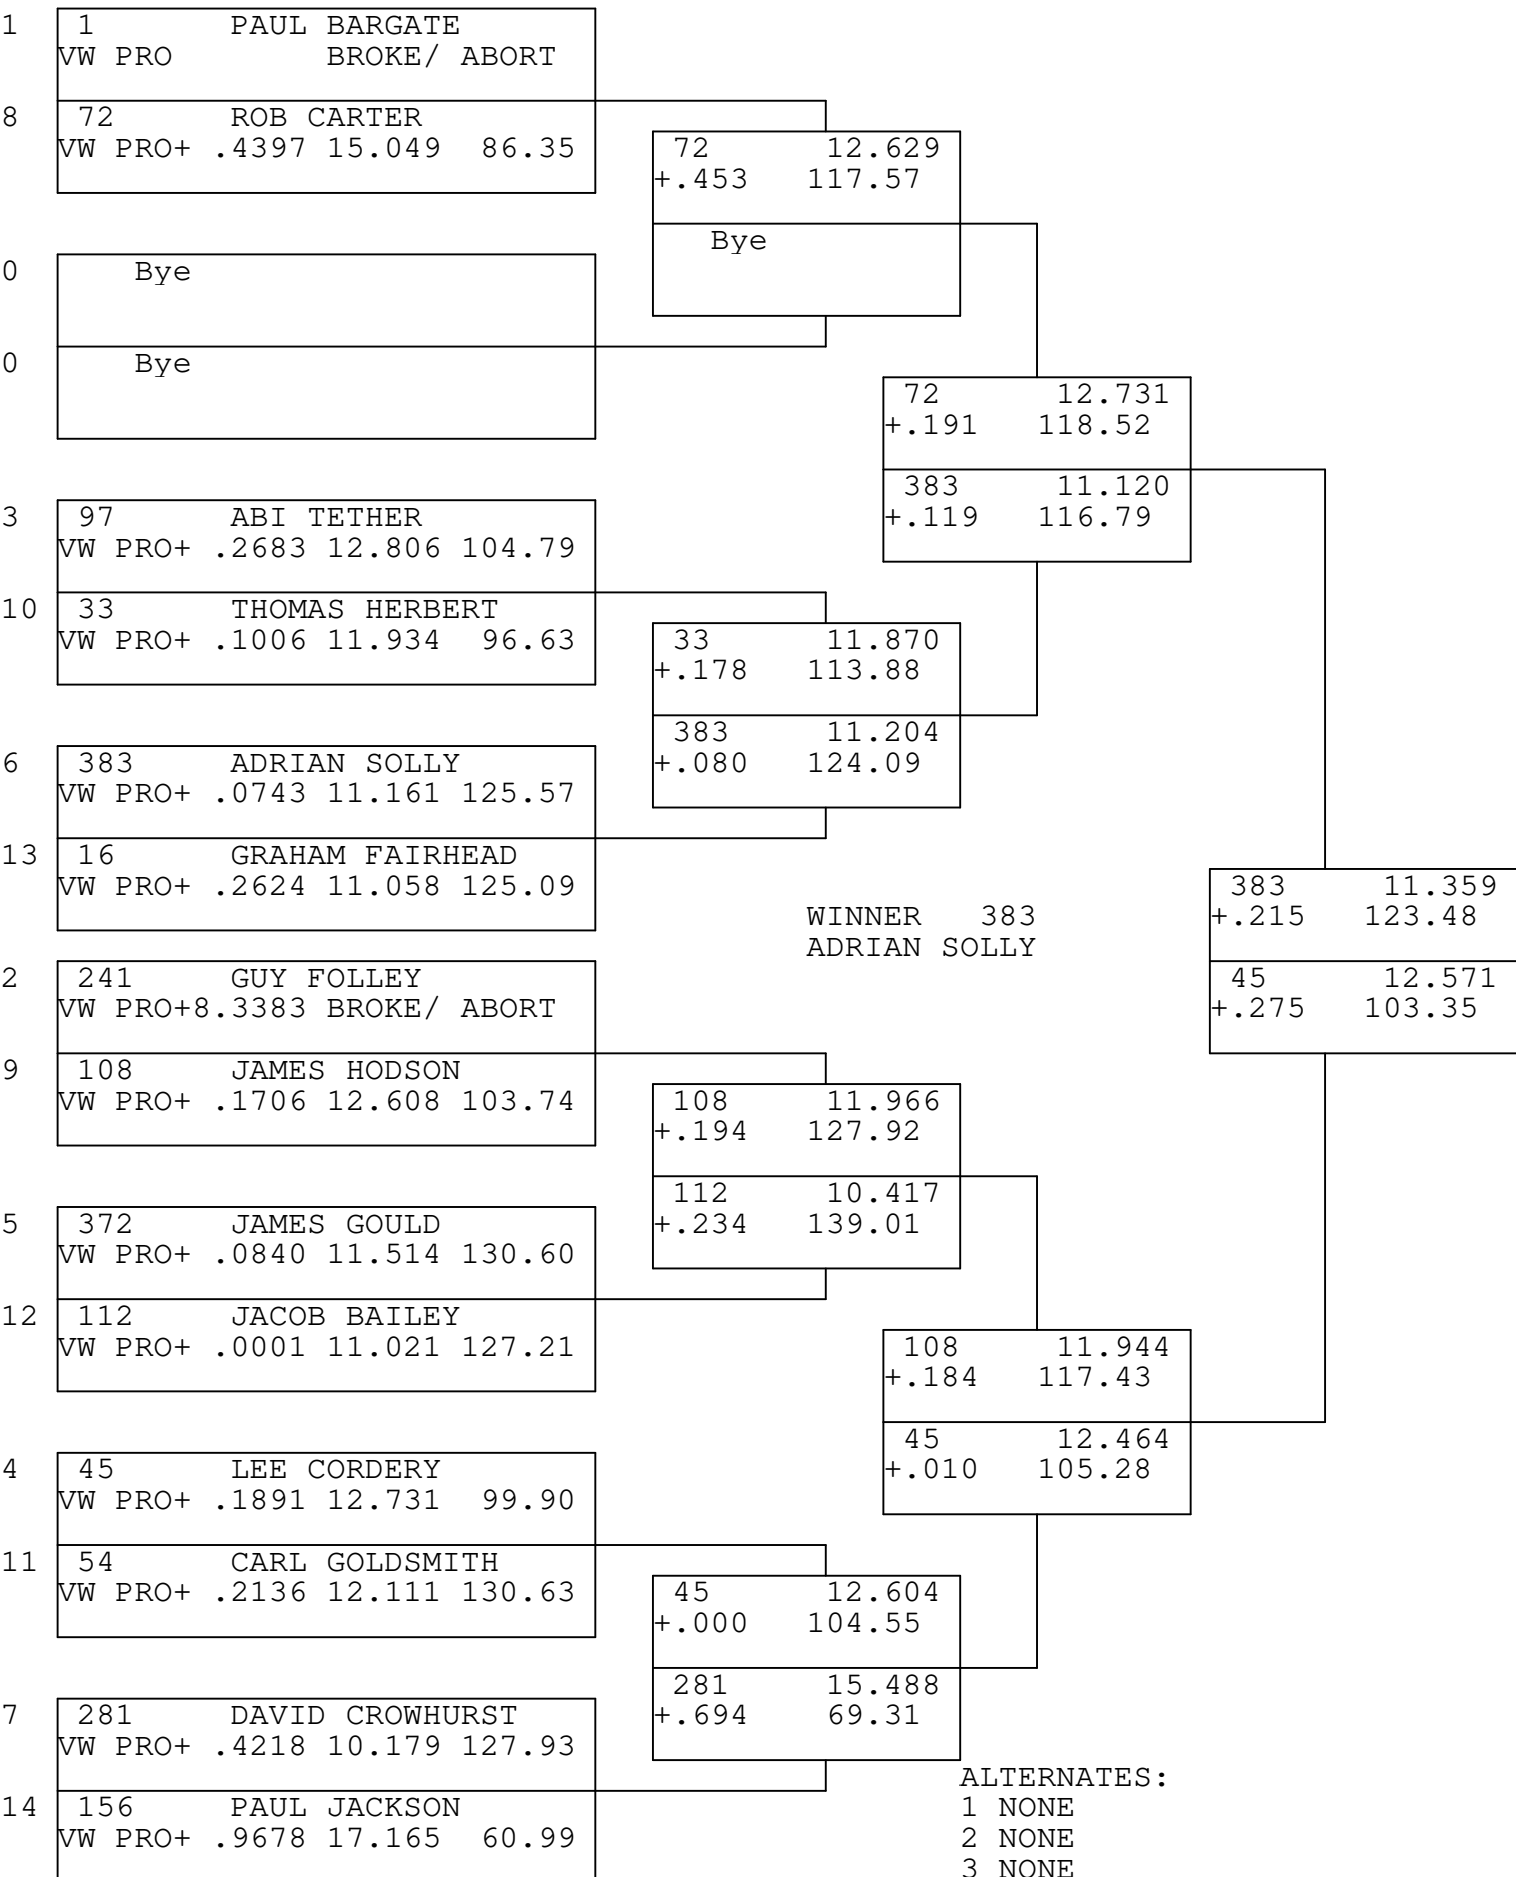 1 1 PAUL BARGATE
VW PRO BROKE/ ABORT
8 72 ROB CARTER
VW PRO+ .4397 15.049 86.35
72 12.629
+.453 117.57
Bye
0 Bye
0 Bye
72 12.731
+.191 118.52
383 11.120
+.119 116.79
3 97 ABI TETHER
VW PRO+ .2683 12.806 104.79
10 33 THOMAS HERBERT
VW PRO+ .1006 11.934 96.63
33 11.870
+.178 113.88
383 11.204
+.080 124.09
6 383 ADRIAN SOLLY
VW PRO+ .0743 11.161 125.57
13 16 GRAHAM FAIRHEAD
VW PRO+ .2624 11.058 125.09
WINNER 383
ADRIAN SOLLY
383 11.359
+.215 123.48
45 12.571
+.275 103.35
2 241 GUY FOLLEY
VW PRO+8.3383 BROKE/ ABORT
9 108 JAMES HODSON
VW PRO+ .1706 12.608 103.74
108 11.966
+.194 127.92
112 10.417
+.234 139.01
5 372 JAMES GOULD
VW PRO+ .0840 11.514 130.60
12 112 JACOB BAILEY
VW PRO+ .0001 11.021 127.21
108 11.944
+.184 117.43
45 12.464
+.010 105.28
4 45 LEE CORDERY
VW PRO+ .1891 12.731 99.90
11 54 CARL GOLDSMITH
VW PRO+ .2136 12.111 130.63
45 12.604
+.000 104.55
281 15.488
+.694 69.31
7 281 DAVID CROWHURST
VW PRO+ .4218 10.179 127.93
14 156 PAUL JACKSON
VW PRO+ .9678 17.165 60.99
ALTERNATES:
1 NONE
2 NONE
3 NONE